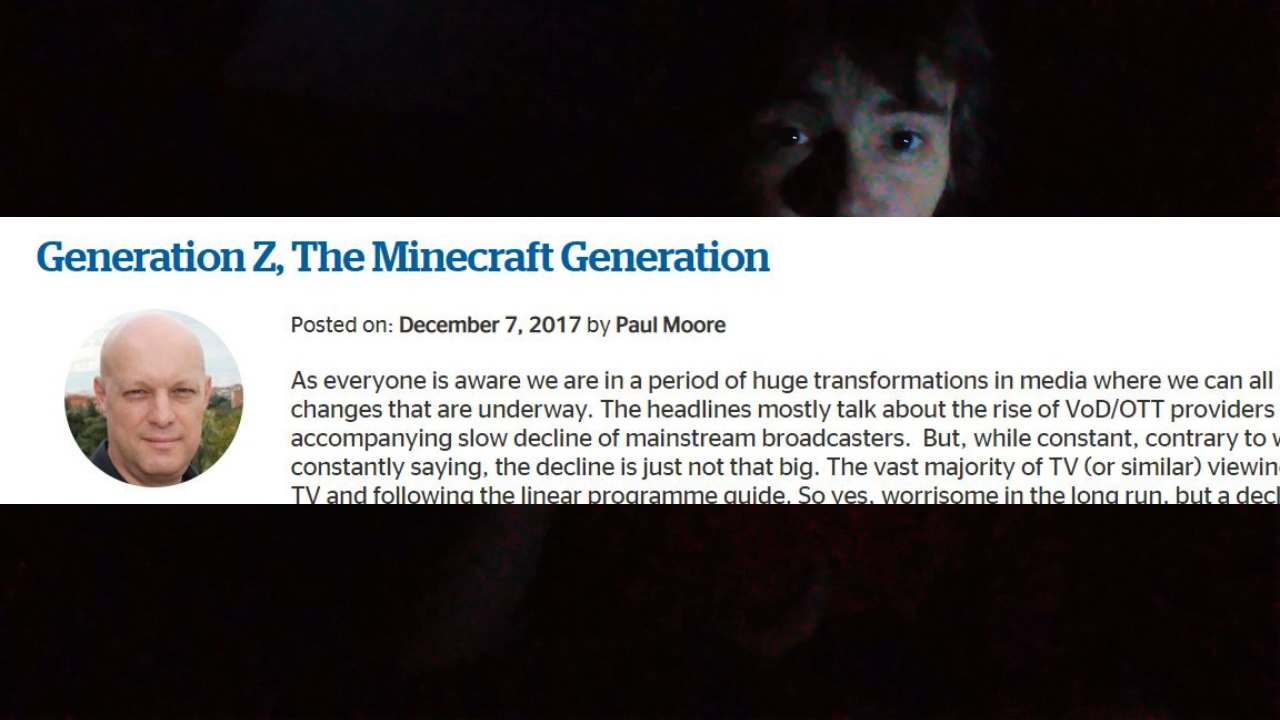 Generation Z, The Minecraft Generation
Posted on: December 7, 2017 by Paul Moore
As everyone is aware we are in a period of huge transformations in media where we can all
changes that are underway. The headlines mostly talk about the rise of VoD/OTT providers
accompanying slow decline of mainstream broadcasters. But, while constant, contrary to
constantly saying, the decline is just not that big. The vast majority of TV (or similar)
TV and following the linear programme guide. So yes, worrisome in the long run, but a